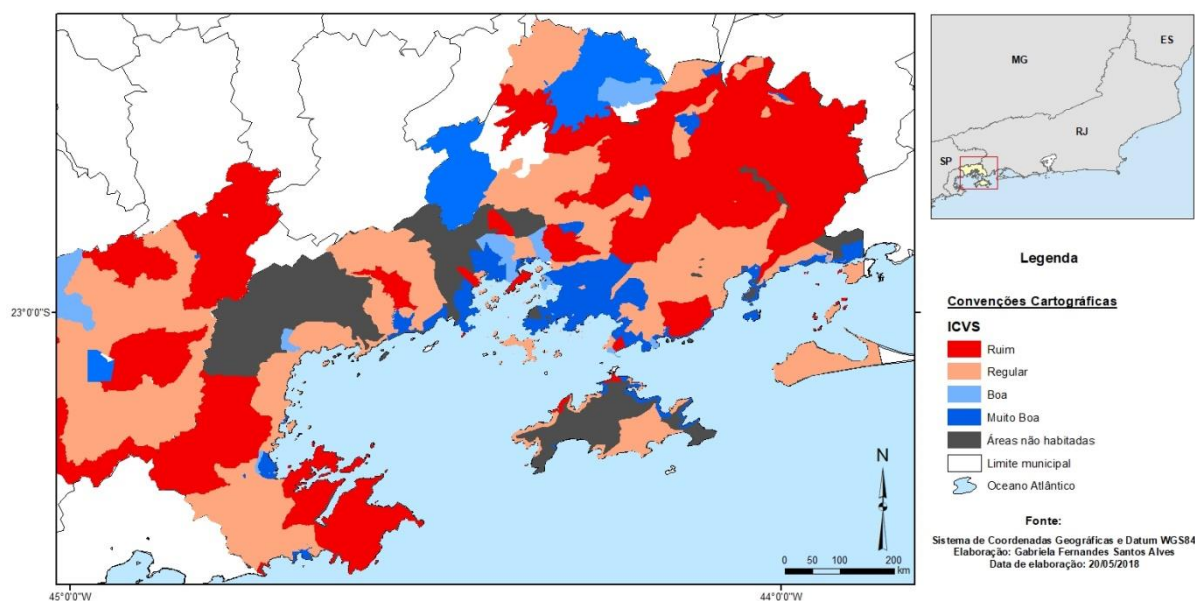 MG
ES
RJ
SP
23°0'0"S
45°0'0"W
44°0'0"W
N
0 50 100 200
km
Legenda
Convenções Cartográficas
ICVS
Ruim
Regular
Boa
Muito Boa
Áreas não habitadas
Limite municipal
Oceano Atlântico
Fonte:
Sistema de Coordenadas Geográficas e Datum WGS84
Elaboração: Gabriela Fernandes Santos Alves
Data de elaboração: 20/05/2018